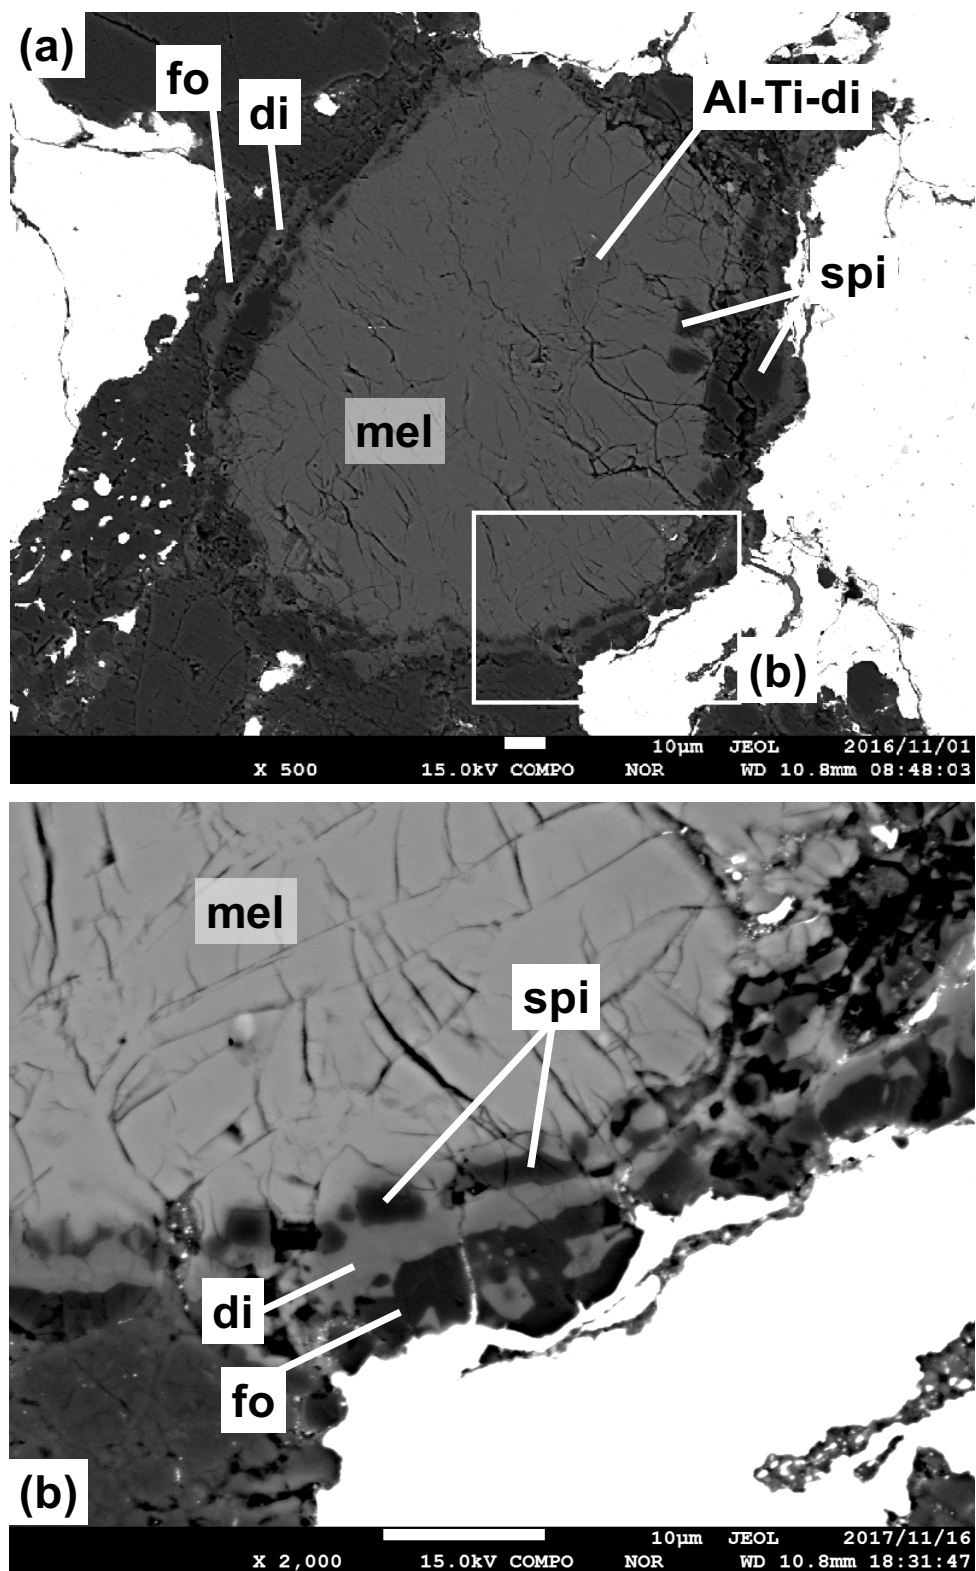 (a)
fo
di
Al-Ti-di
spi
mel
(b)
10μm JEOL 2016/11/01
X 500 15.0kV COMPO NOR WD 10.8mm 08:48:03
mel
spi
di
fo
(b)
10μm JEOL 2017/11/16
X 2,000 15.0kV COMPO NOR WD 10.8mm 18:31:47